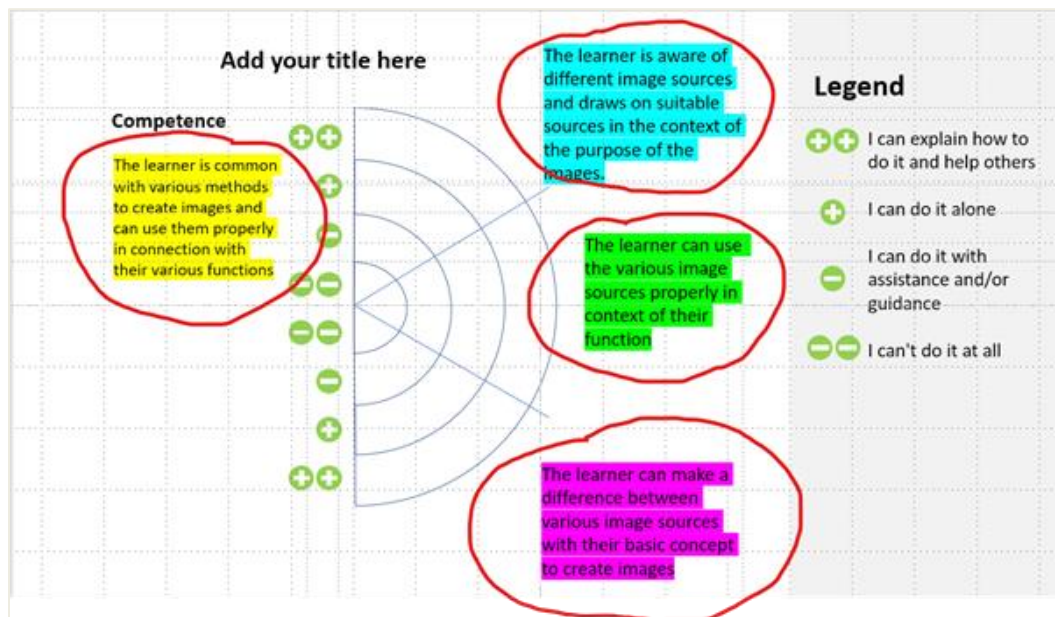 Add your title here
Competence
The learner is common
with various methods
to create images and
can use them properly
in connection with
their various functions
The learner is aware of
different image sources
and draws on suitable
sources in the context of
the purpose of the
images.
The learner can use
the various image
sources properly in
context of their
function
The learner can make a
difference between
various image sources
with their basic concept
to create images
Legend
I can explain how to
do it and help others
I can do it alone
I can do it with
assistance and/or
guidance
I can't do it at all